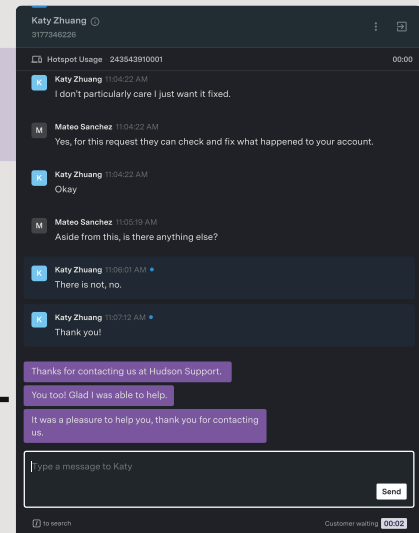 Katy Zhuang
3177346226
Hotspot Usage · 243543910001 00:00
K Katy Zhuang 11:04:22 AM
I don't particularly care I just want it fixed.
M Mateo Sanchez 11:04:22 AM
Yes, for this request they can check and fix what happened to your account.
K Katy Zhuang 11:04:22 AM
Okay
M Mateo Sanchez 11:05:19 AM
Aside from this, is there anything else?
K Katy Zhuang 11:06:01 AM
There is not, no.
K Katy Zhuang 11:07:12 AM
Thank you!
Thanks for contacting us at Hudson Support.
You too! Glad I was able to help.
It was a pleasure to help you, thank you for contacting
us.
Type a message to Katy
Send
/ to search Customer waiting 00:02